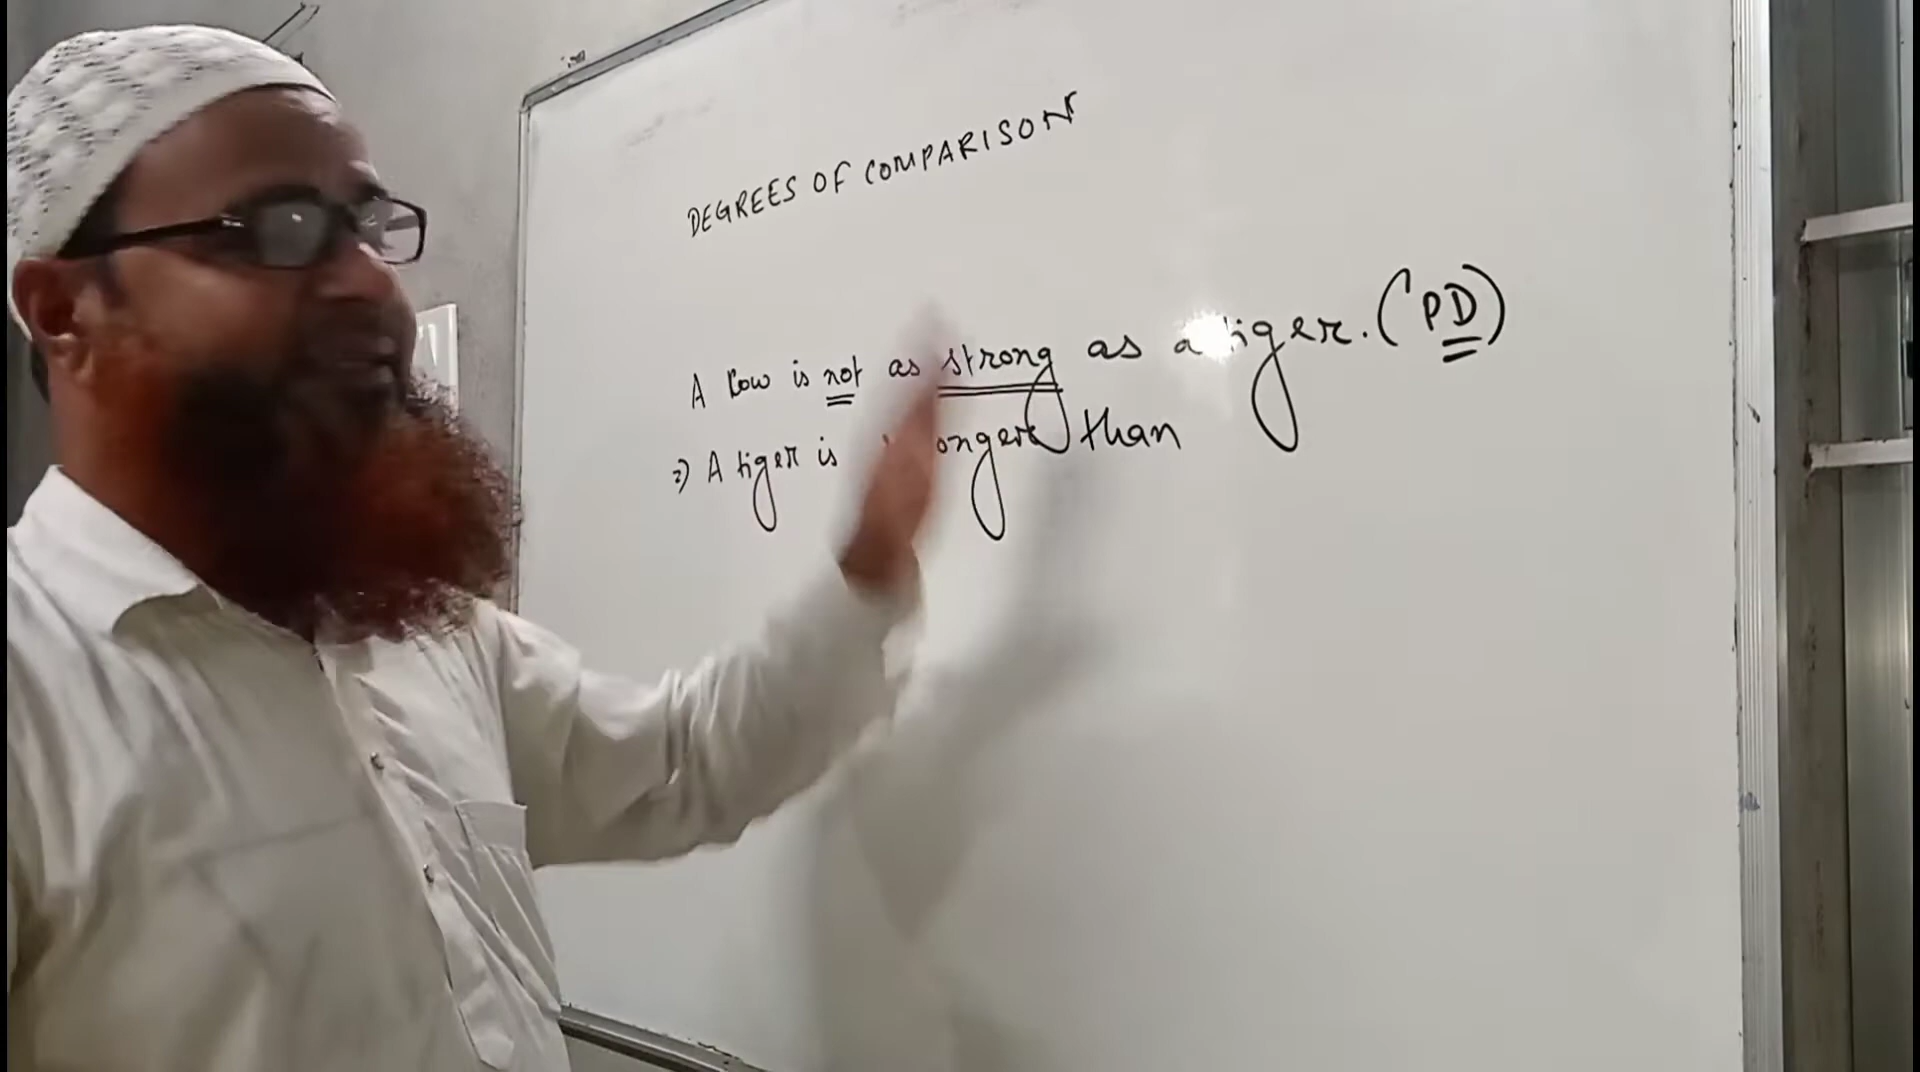 DEGREES OF COMPARISON
A Cow is not as strong as a tiger. (PD)
2) A tiger is than